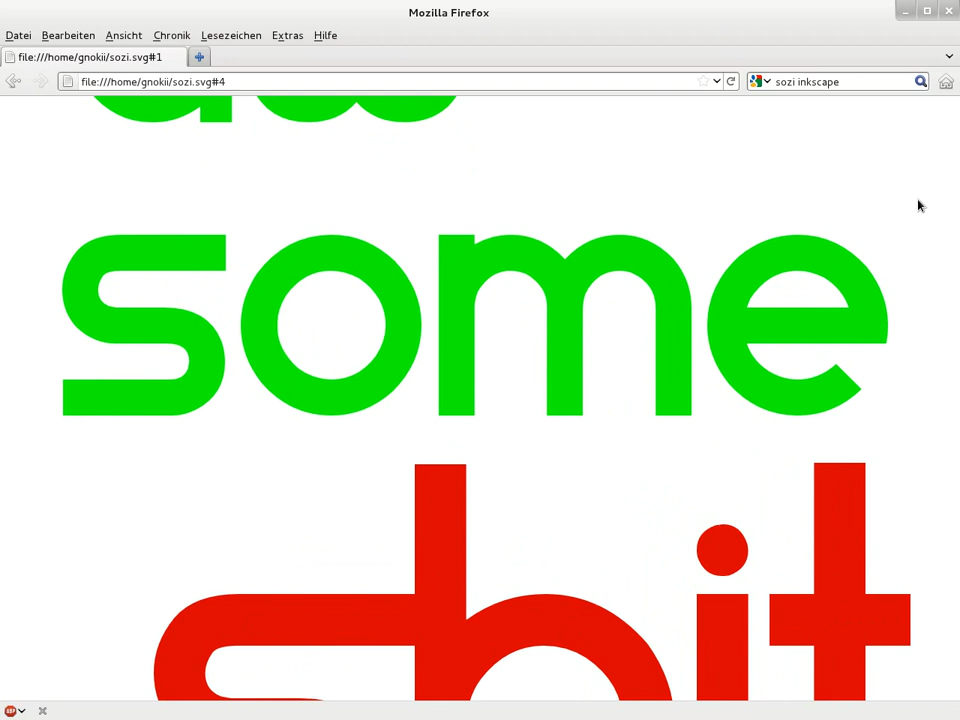 Mozilla Firefox
Datei Bearbeiten Ansicht Chronik Lesezeichen Extras Hilfe
file:///home/gnokii/sozi.svg#1
file:///home/gnokii/sozi.svg#4 sozi inkscape
some
ABP